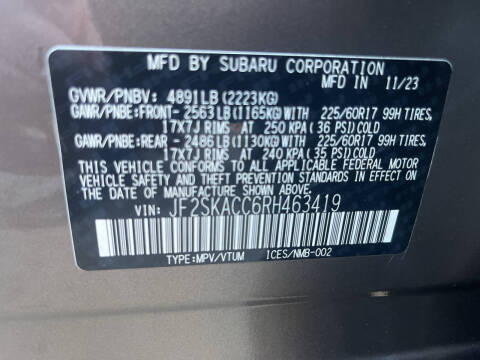 MFD BY SUBARU CORPORATION
MFD IN 11/23
GVWR/PNBV: 4891LB (2223KG)
GAWR/PNBE:FRONT- 2563LB (1165KG)WITH 225/60R17 99H TIRES,
17X7J RIMS AT 250 KPA( 36 PSI)COLD
GAWR/PNBE:REAR - 2486LB (1130KG)WITH 225/60R17 99H TIRES,
17X7J RIMS AT 240 KPA( 35 PSI)COLD
THIS VEHICLE CONFORMS TO ALL APPLICABLE FEDERAL MOTOR
VEHICLE SAFETY, BUMPER, AND THEFT PREVENTION
STANDARDS IN EFFECT ON THE DATE OF MANUFACTURE
SHOWN ABOVE.
VIN: JF2SKACC6RH463419
TYPE:MPV/VTUM ICES/NMB-002